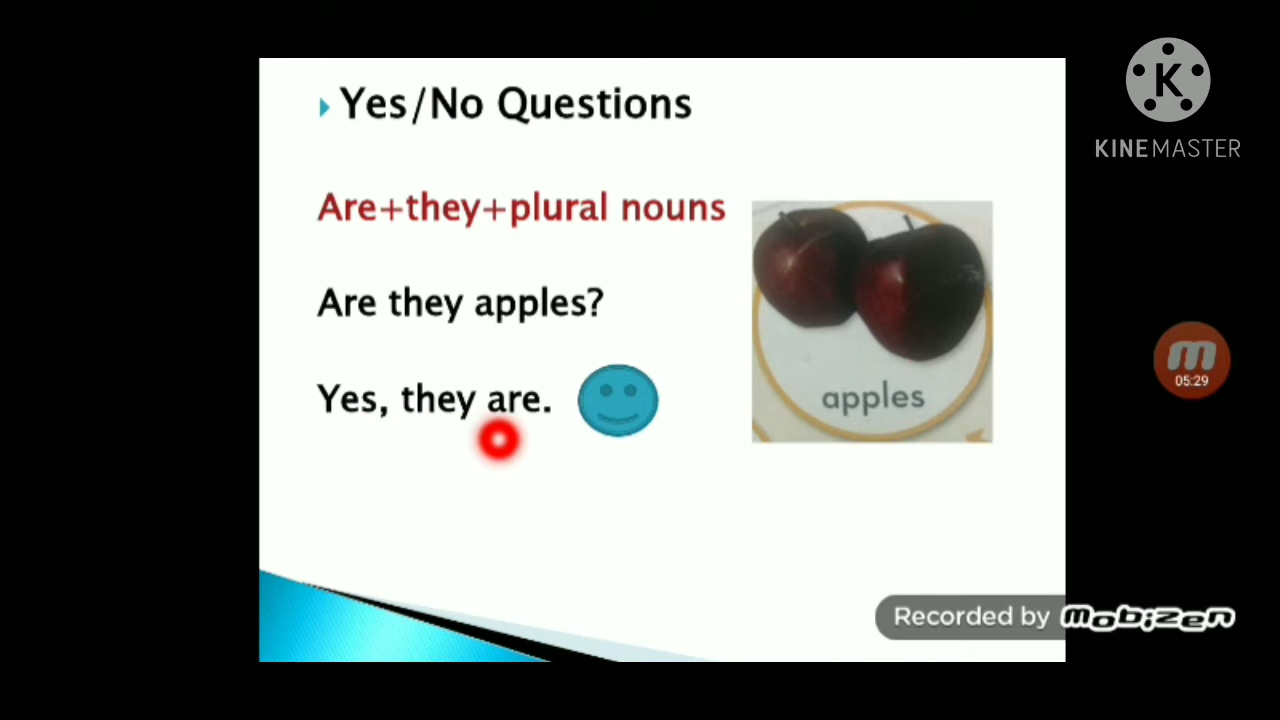 Yes/No Questions
Are+they+plural nouns
Are they apples?
Yes, they are.
apples
K
KINEMASTER
m
05:29
Recorded by mobizen